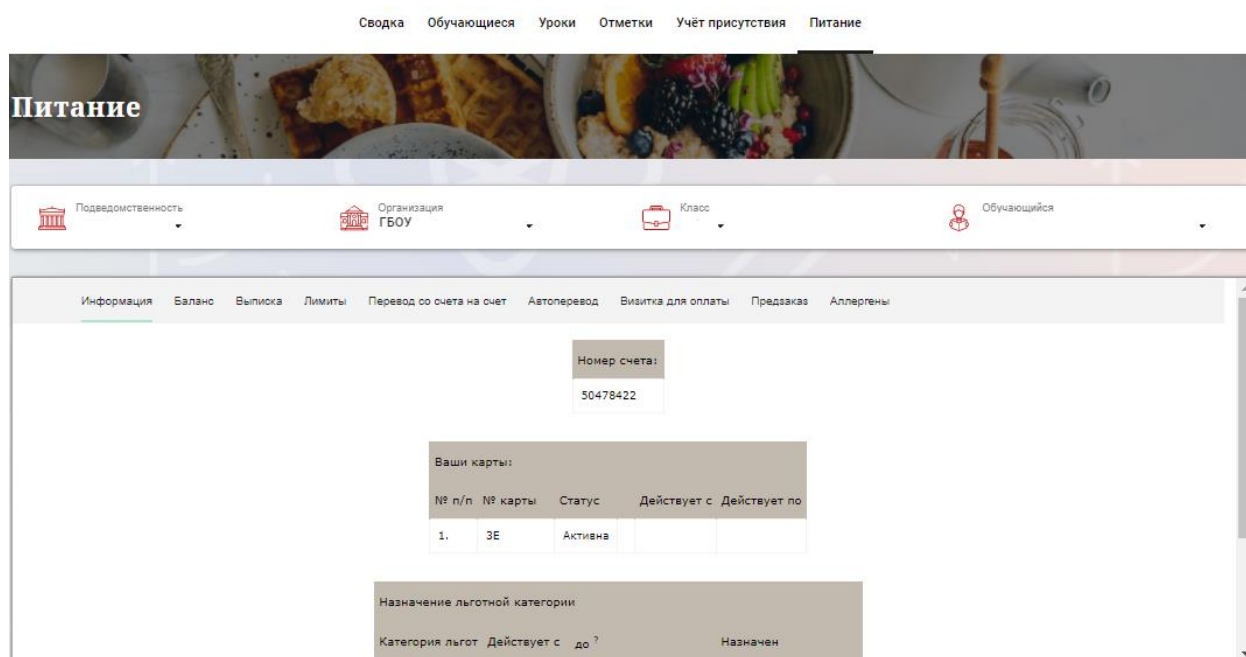 Сводка Обучающиеся Уроки Отметки Учёт присутствия Питание
Питание
Подведомственность Организация Класс Обучающийся
ГБОУ
Информация Баланс Выписка Лимиты Перевод со счета на счет Автоперевод Визитка для оплаты Предзаказ Аллергены
Номер счета:
50478422
Ваши карты:
№ п/п № карты Статус Действует с Действует по
1. 3E Активна
Назначение льготной категории
Категория льгот Действует с до ? Назначен